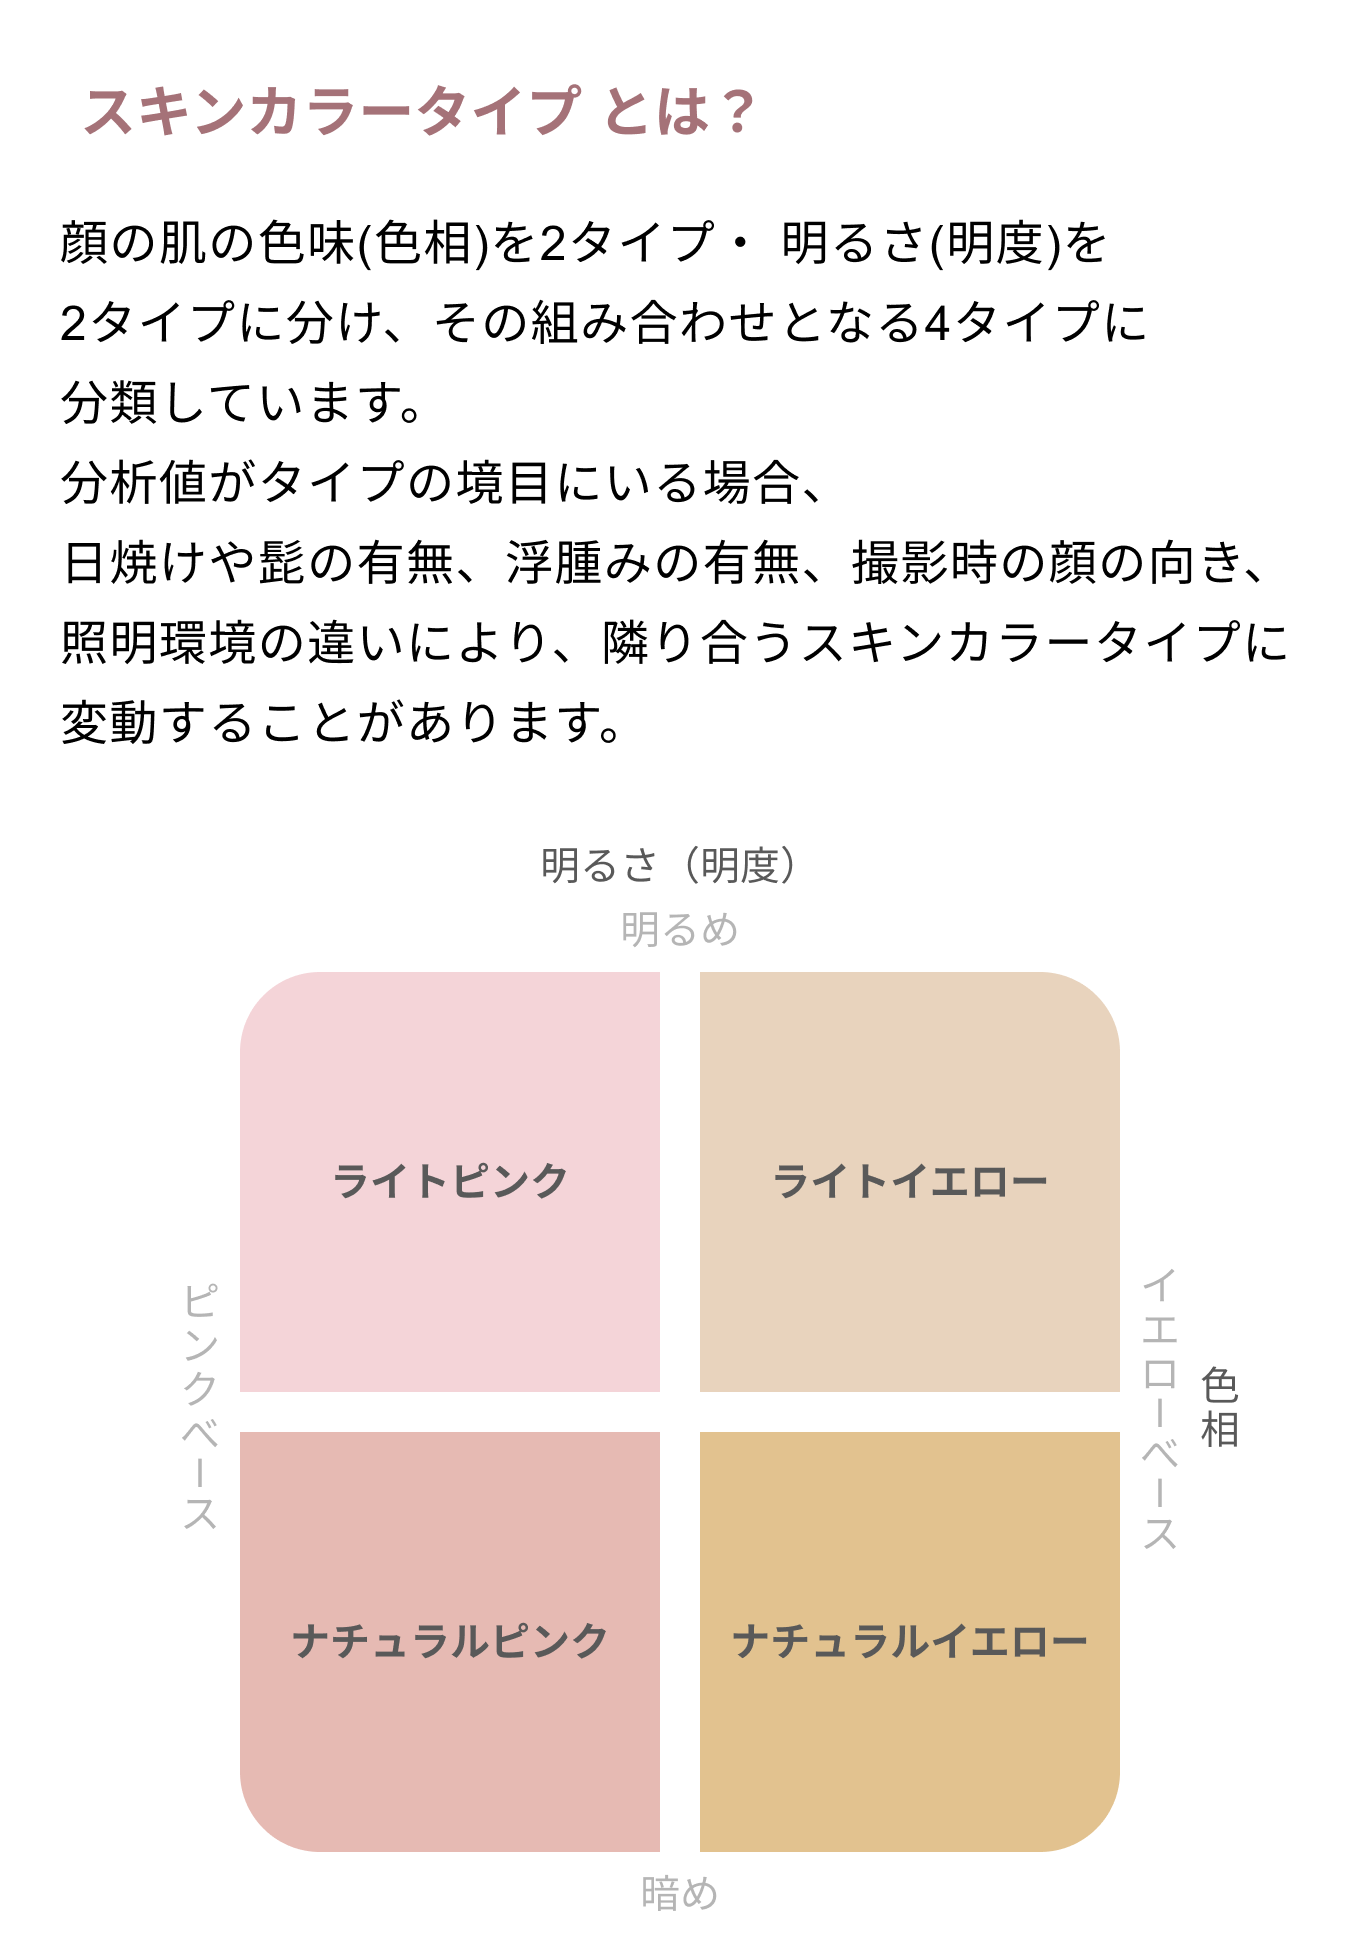 スキンカラータイプ とは？
顔の肌の色味(色相)を2タイプ・ 明るさ(明度)を
2タイプに分け、その組み合わせとなる4タイプに
分類しています。
分析値がタイプの境目にいる場合、
日焼けや髭の有無、浮腫みの有無、撮影時の顔の向き、
照明環境の違いにより、隣り合うスキンカラータイプに
変動することがあります。
明るさ（明度）
明るめ
ライトピンク
ライトイエロー
ピンクベース
イエローベース
色相
ナチュラルピンク
ナチュラルイエロー
暗め